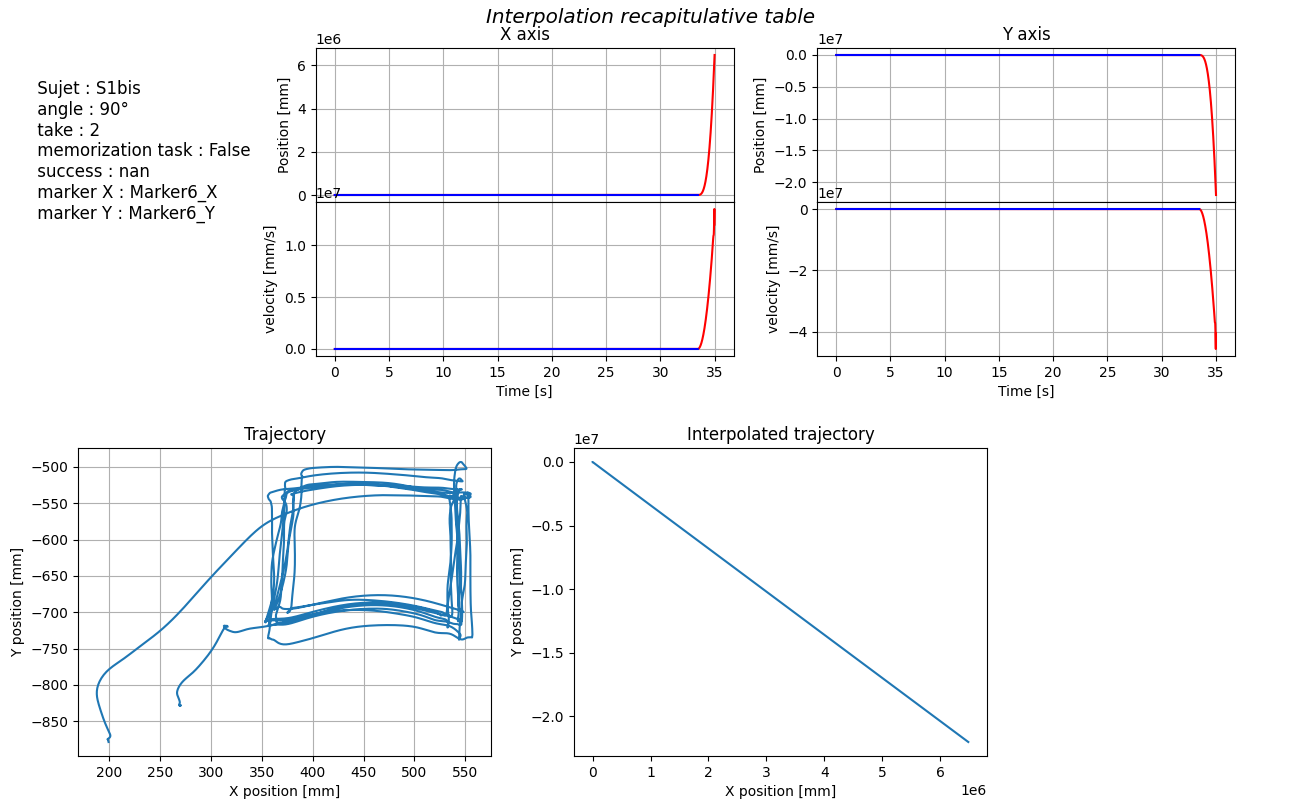 Interpolation recapitulative table
Sujet : S1bis
angle : 90°
take : 2
memorization task : False
success : nan
marker X : Marker6_X
marker Y : Marker6_Y
X axis
1e6
Position [mm]
6
4
2
0
1e7
velocity [mm/s]
1.0
0.5
0.0
0 5 10 15 20 25 30 35
Time [s]
Y axis
1e7
Position [mm]
0.0
−0.5
−1.0
−1.5
−2.0
1e7
velocity [mm/s]
0
−2
−4
0 5 10 15 20 25 30 35
Time [s]
Trajectory
Y position [mm]
−500
−550
−600
−650
−700
−750
−800
−850
200 250 300 350 400 450 500 550
X position [mm]
Interpolated trajectory
1e7
Y position [mm]
0.0
−0.5
−1.0
−1.5
−2.0
0 1 2 3 4 5 6
X position [mm]
1e6